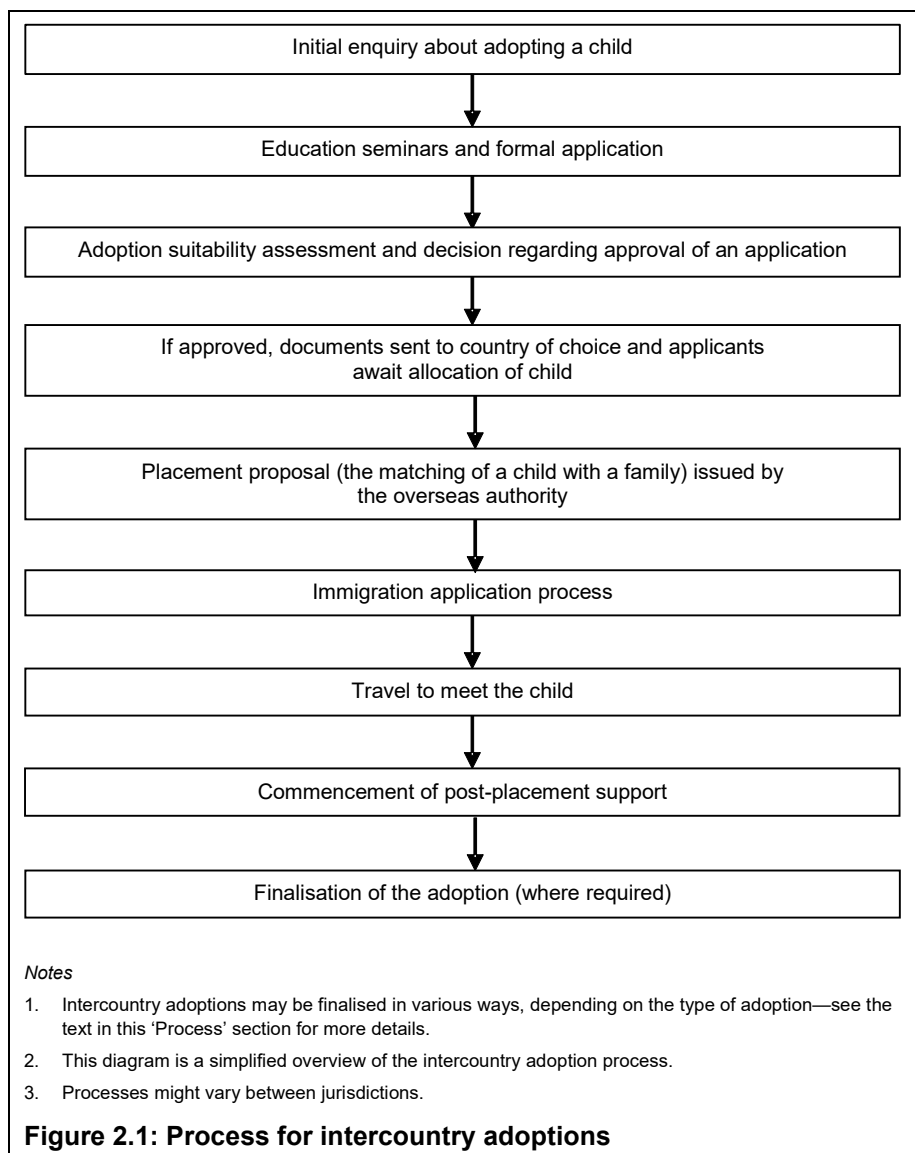 Initial enquiry about adopting a child
Education seminars and formal application
Adoption suitability assessment and decision regarding approval of an application
If approved, documents sent to country of choice and applicants
await allocation of child
Placement proposal (the matching of a child with a family) issued by
the overseas authority
Immigration application process
Travel to meet the child
Commencement of post-placement support
Finalisation of the adoption (where required)
Notes
1. Intercountry adoptions may be finalised in various ways, depending on the type of adoption—see the
text in this ‘Process’ section for more details.
2. This diagram is a simplified overview of the intercountry adoption process.
3. Processes might vary between jurisdictions.
Figure 2.1: Process for intercountry adoptions